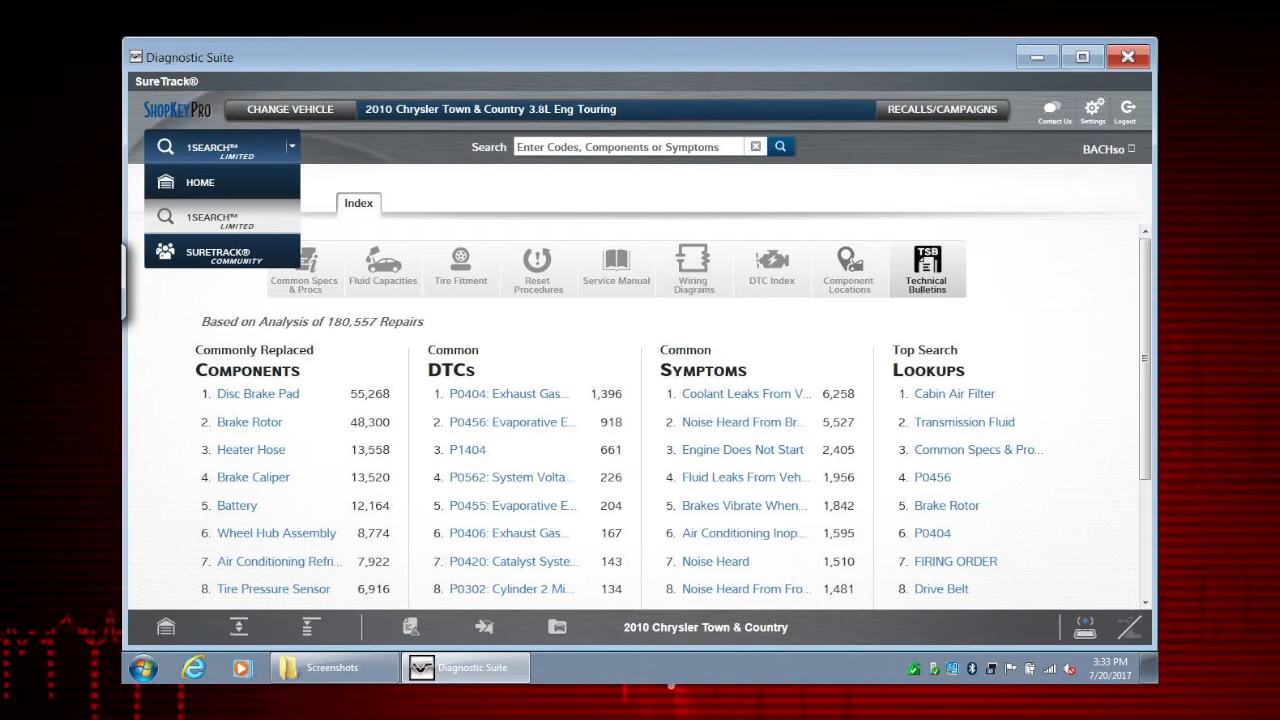 Diagnostic Suite
SureTrack®
SHOPKEYPRO
CHANGE VEHICLE
2010 Chrysler Town & Country 3.8L Eng Touring
RECALLS/CAMPAIGNS
Contact Us
Settings
Logout
1SEARCH™
LIMITED
Search
Enter Codes, Components or Symptoms
BACHso
HOME
1SEARCH™
LIMITED
SURETRACK®
COMMUNITY
Index
Common Specs
& Procs
Fluid Capacities
Tire Fitment
Reset
Procedures
Service Manual
Wiring
Diagrams
DTC Index
Component
Locations
TSB
Technical
Bulletins
Based on Analysis of 180,557 Repairs
Commonly Replaced
COMPONENTS
1. Disc Brake Pad 55,268
2. Brake Rotor 48,300
3. Heater Hose 13,558
4. Brake Caliper 13,520
5. Battery 12,164
6. Wheel Hub Assembly 8,774
7. Air Conditioning Refri... 7,922
8. Tire Pressure Sensor 6,916
Common
DTCS
1. P0404: Exhaust Gas... 1,396
2. P0456: Evaporative E... 918
3. P1404 661
4. P0562: System Volta... 226
5. P0455: Evaporative E... 204
6. P0406: Exhaust Gas... 167
7. P0420: Catalyst Syste... 143
8. P0302: Cylinder 2 Mi... 134
Common
SYMPTOMS
1. Coolant Leaks From V... 6,258
2. Noise Heard From Br... 5,527
3. Engine Does Not Start 2,405
4. Fluid Leaks From Veh... 1,956
5. Brakes Vibrate When... 1,842
6. Air Conditioning Inop... 1,595
7. Noise Heard 1,510
8. Noise Heard From Fro... 1,481
Top Search
LOOKUPS
1. Cabin Air Filter
2. Transmission Fluid
3. Common Specs & Pro...
4. P0456
5. Brake Rotor
6. P0404
7. FIRING ORDER
8. Drive Belt
2010 Chrysler Town & Country
Screenshots
Diagnostic Suite
3:33 PM
7/20/2017